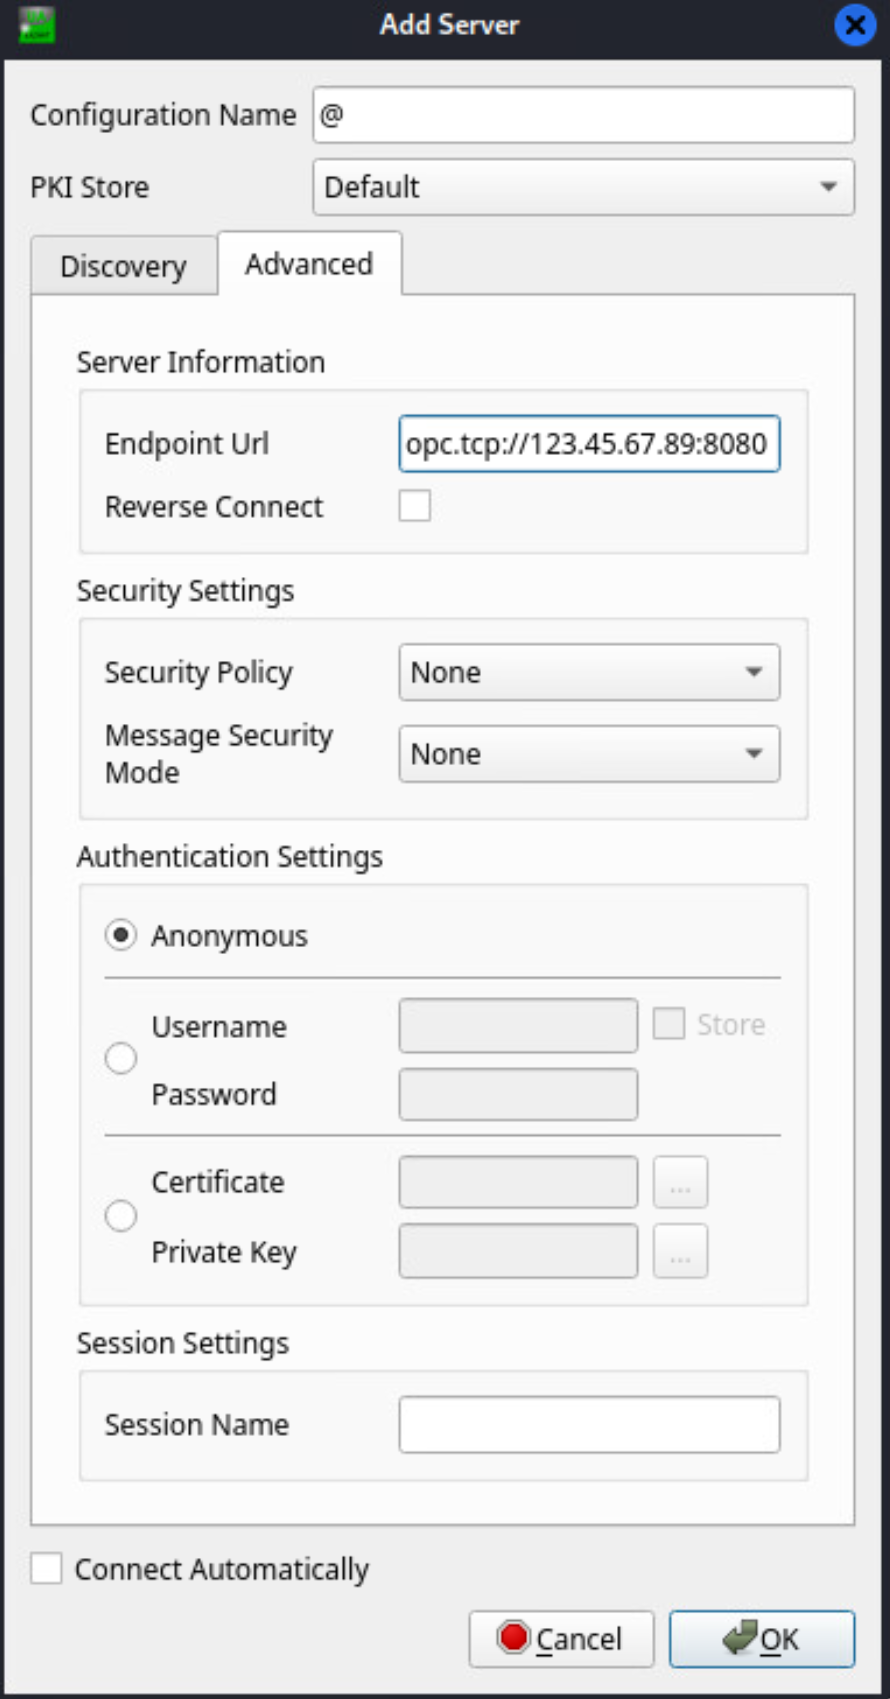 Add Server
Configuration Name @
PKI Store Default
Discovery Advanced
Server Information
Endpoint Url opc.tcp://123.45.67.89:8080
Reverse Connect
Security Settings
Security Policy None
Message Security
Mode
None
Authentication Settings
Anonymous
Username Store
Password
Certificate ...
Private Key ...
Session Settings
Session Name
Connect Automatically
Cancel OK